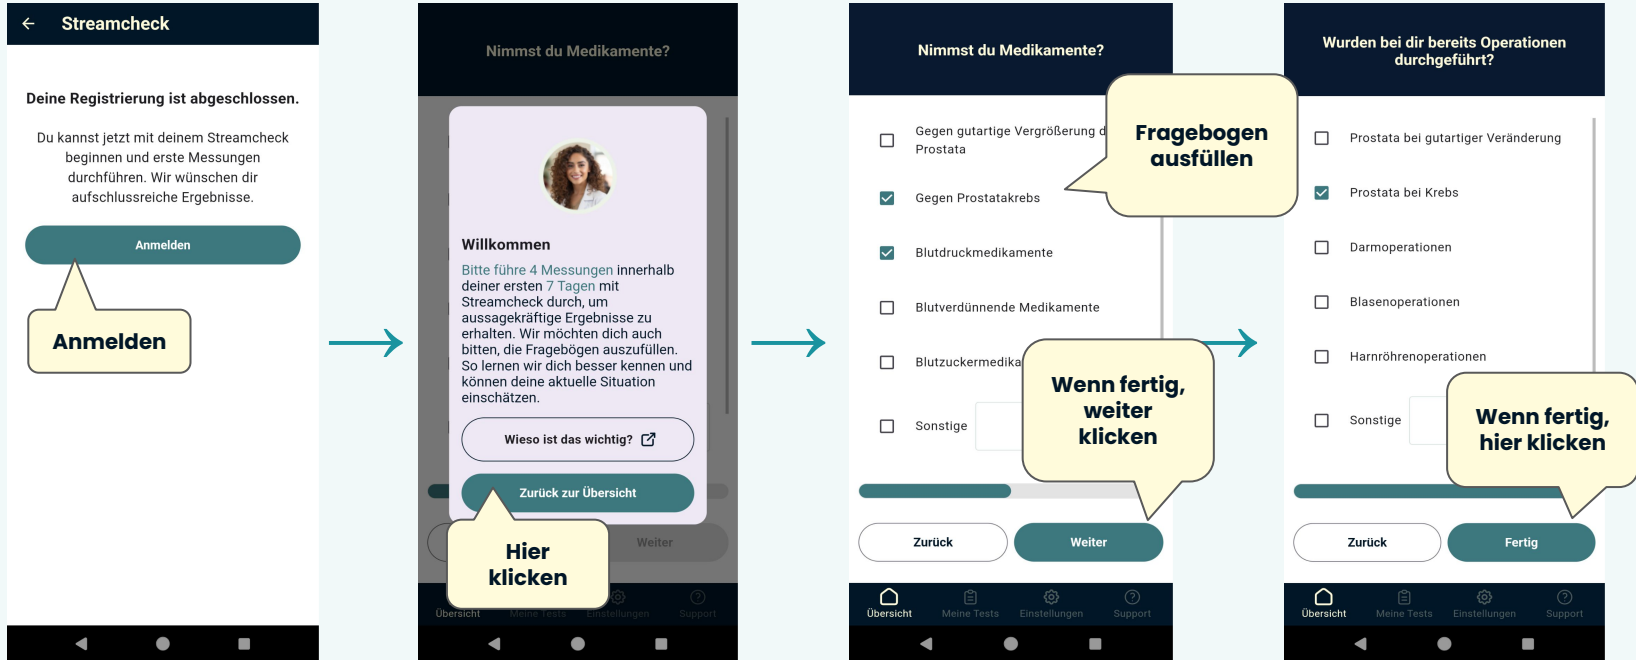 Streamcheck
Deine Registrierung ist abgeschlossen.
Du kannst jetzt mit deinem Streamcheck
beginnen und erste Messungen
durchführen. Wir wünschen dir
aufschlussreiche Ergebnisse.
Anmelden
Anmelden
Nimmst du Medikamente?
Willkommen
Bitte führe 4 Messungen innerhalb
deiner ersten 7 Tagen mit
Streamcheck durch, um
aussagekräftige Ergebnisse zu
erhalten. Wir möchten dich auch
bitten, die Fragebögen auszufüllen.
So lernen wir dich besser kennen und
können deine aktuelle Situation
einschätzen.
Wieso ist das wichtig?
Zurück zur Übersicht
Weiter
Hier
klicken
Übersicht
Meine Tests
Einstellungen
Support
Nimmst du Medikamente?
Gegen gutartige Vergrößerung d
Prostata
Gegen Prostatakrebs
Blutdruckmedikamente
Blutverdünnende Medikamente
Blutzuckermedika
Sonstige
Fragebogen
ausfüllen
Wenn fertig,
weiter
klicken
Zurück
Weiter
Übersicht
Meine Tests
Einstellungen
Support
Wurden bei dir bereits Operationen
durchgeführt?
Prostata bei gutartiger Veränderung
Prostata bei Krebs
Darmoperationen
Blasenoperationen
Harnröhrenoperationen
Sonstige
Wenn fertig,
hier klicken
Zurück
Fertig
Übersicht
Meine Tests
Einstellungen
Support